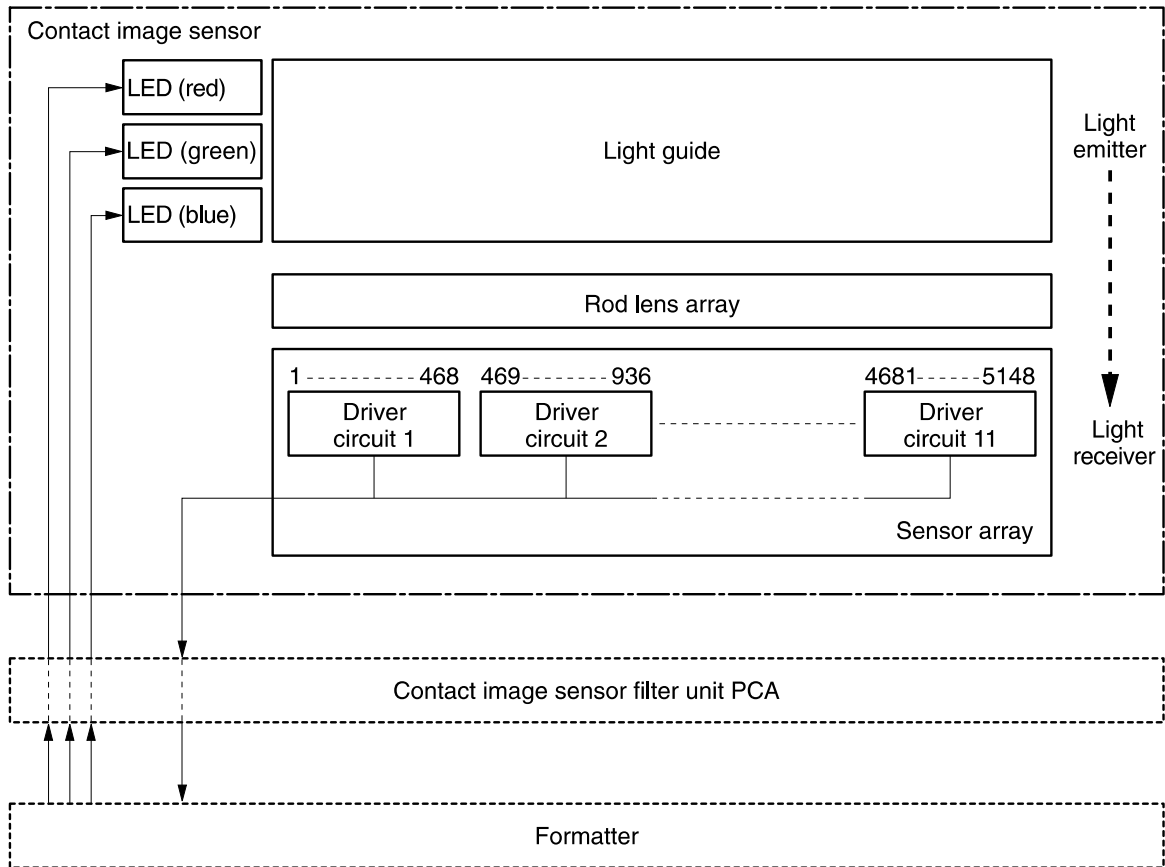 Contact image sensor
LED (red)
LED (green)
LED (blue)
Light guide
Light
emitter
Rod lens array
1 468
469 936
4681 5148
Driver
circuit 1
Driver
circuit 2
Driver
circuit 11
Light
receiver
Sensor array
Contact image sensor filter unit PCA
Formatter